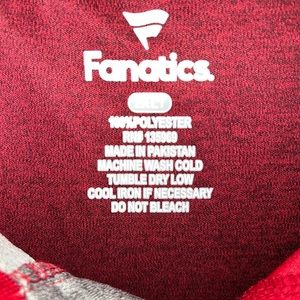 Fanatics.
100%POLYESTER
RN# 135969
MADE IN PAKISTAN
MACHINE WASH COLD
TUMBLE DRY LOW
COOL IRON IF NECESSARY
DO NOT BLEACH